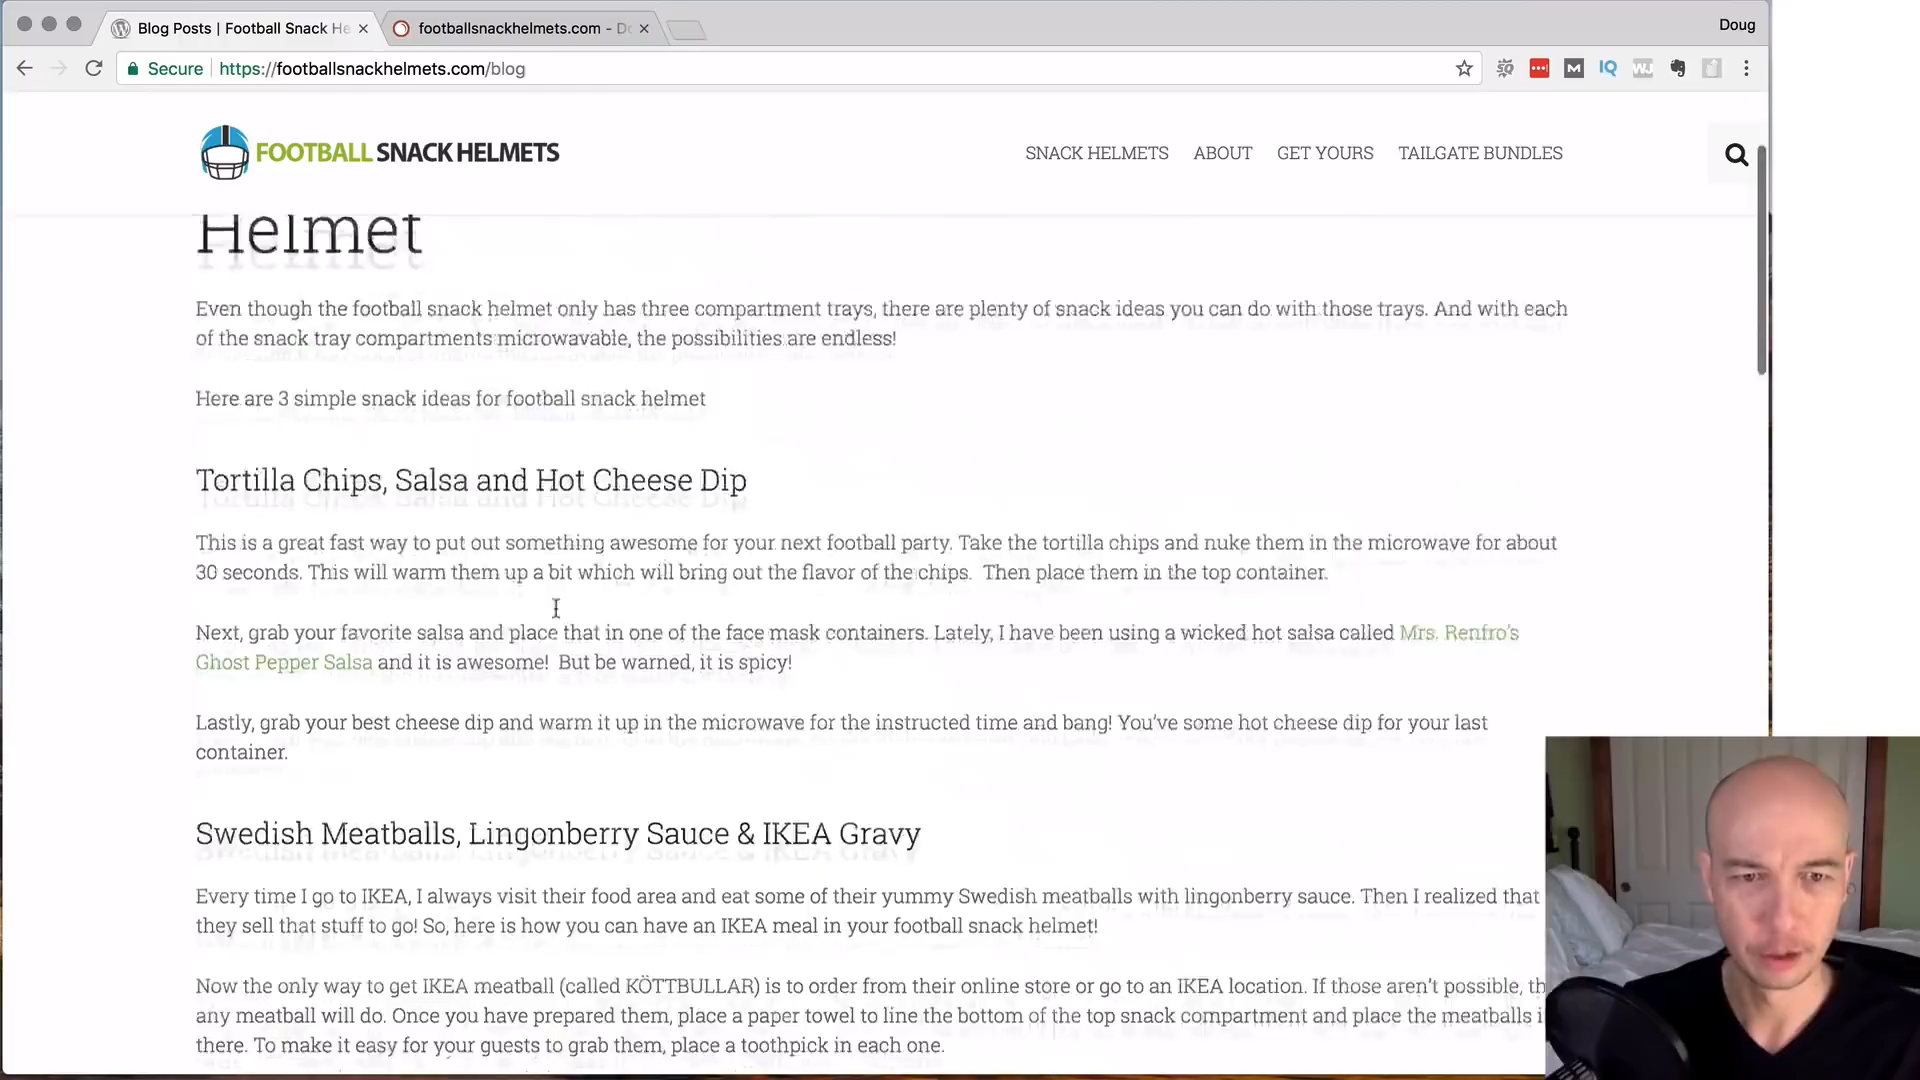 Blog Posts | Football Snack He
footballsnackhelmets.com - Do
Doug
Secure | https://footballsnackhelmets.com/blog
FOOTBALL SNACK HELMETS
SNACK HELMETS ABOUT GET YOURS TAILGATE BUNDLES
Helmet
Even though the football snack helmet only has three compartment trays, there are plenty of snack ideas you can do with those trays. And with each
of the snack tray compartments microwavable, the possibilities are endless!
Here are 3 simple snack ideas for football snack helmet
Tortilla Chips, Salsa and Hot Cheese Dip
This is a great fast way to put out something awesome for your next football party. Take the tortilla chips and nuke them in the microwave for about
30 seconds. This will warm them up a bit which will bring out the flavor of the chips. Then place them in the top container.
Next, grab your favorite salsa and place that in one of the face mask containers. Lately, I have been using a wicked hot salsa called Mrs. Renfro's
Ghost Pepper Salsa and it is awesome! But be warned, it is spicy!
Lastly, grab your best cheese dip and warm it up in the microwave for the instructed time and bang! You've some hot cheese dip for your last
container.
Swedish Meatballs, Lingonberry Sauce & IKEA Gravy
Every time I go to IKEA, I always visit their food area and eat some of their yummy Swedish meatballs with lingonberry sauce. Then I realized that
they sell that stuff to go! So, here is how you can have an IKEA meal in your football snack helmet!
Now the only way to get IKEA meatball (called KÖTTBULLAR) is to order from their online store or go to an IKEA location. If those aren't possible, th
any meatball will do. Once you have prepared them, place a paper towel to line the bottom of the top snack compartment and place the meatballs i
there. To make it easy for your guests to grab them, place a toothpick in each one.